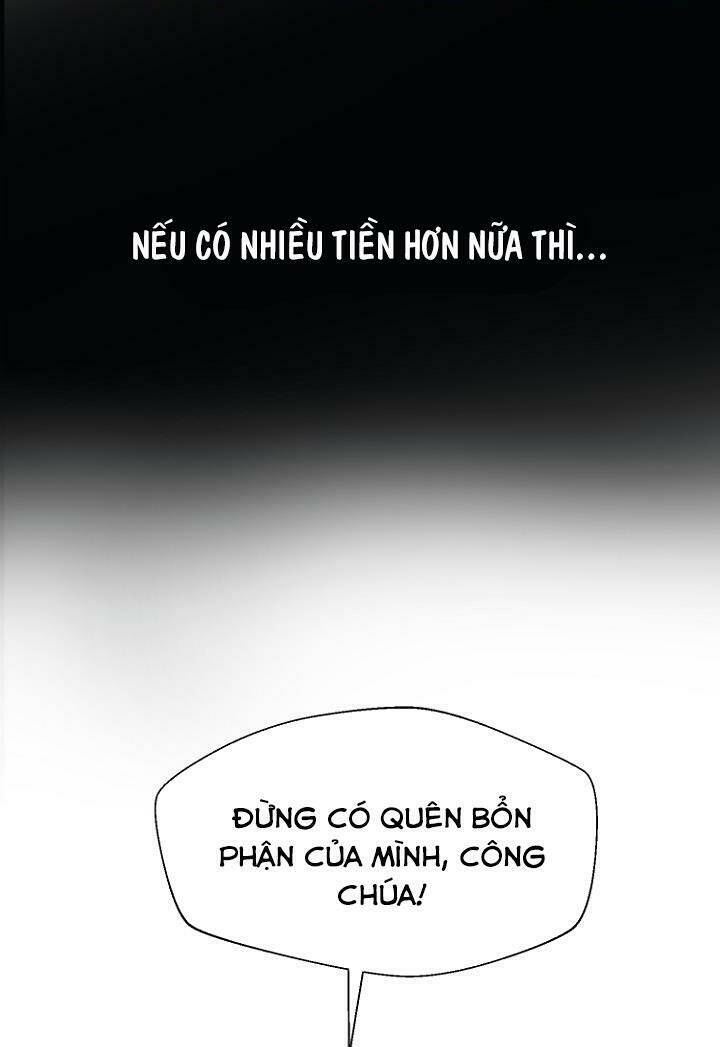 NẾU CÓ NHIỀU TIỀN HƠN NỮA THÌ...
ĐỪNG CÓ QUÊN BỔN
PHẬN CỦA MÌNH, CÔNG
CHÚA!